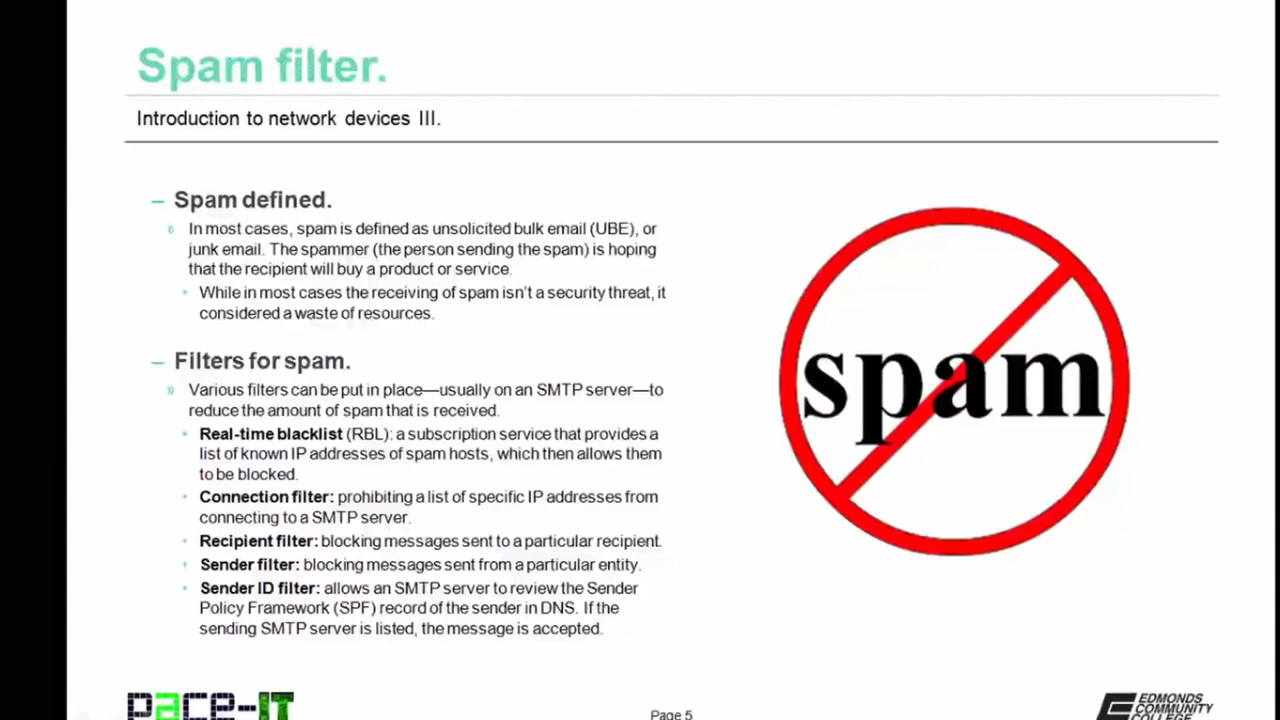 Spam filter.
Introduction to network devices III.
– Spam defined.
» In most cases, spam is defined as unsolicited bulk email (UBE), or
junk email. The spammer (the person sending the spam) is hoping
that the recipient will buy a product or service.
• While in most cases the receiving of spam isn't a security threat, it
considered a waste of resources.
– Filters for spam.
» Various filters can be put in place—usually on an SMTP server—to
reduce the amount of spam that is received.
• Real-time blacklist (RBL): a subscription service that provides a
list of known IP addresses of spam hosts, which then allows them
to be blocked.
• Connection filter: prohibiting a list of specific IP addresses from
connecting to a SMTP server.
• Recipient filter: blocking messages sent to a particular recipient.
• Sender filter: blocking messages sent from a particular entity.
• Sender ID filter: allows an SMTP server to review the Sender
Policy Framework (SPF) record of the sender in DNS. If the
sending SMTP server is listed, the message is accepted.
spam
pace-IT
Page 5
EDMONDS
COMMUNITY
COLLEGE